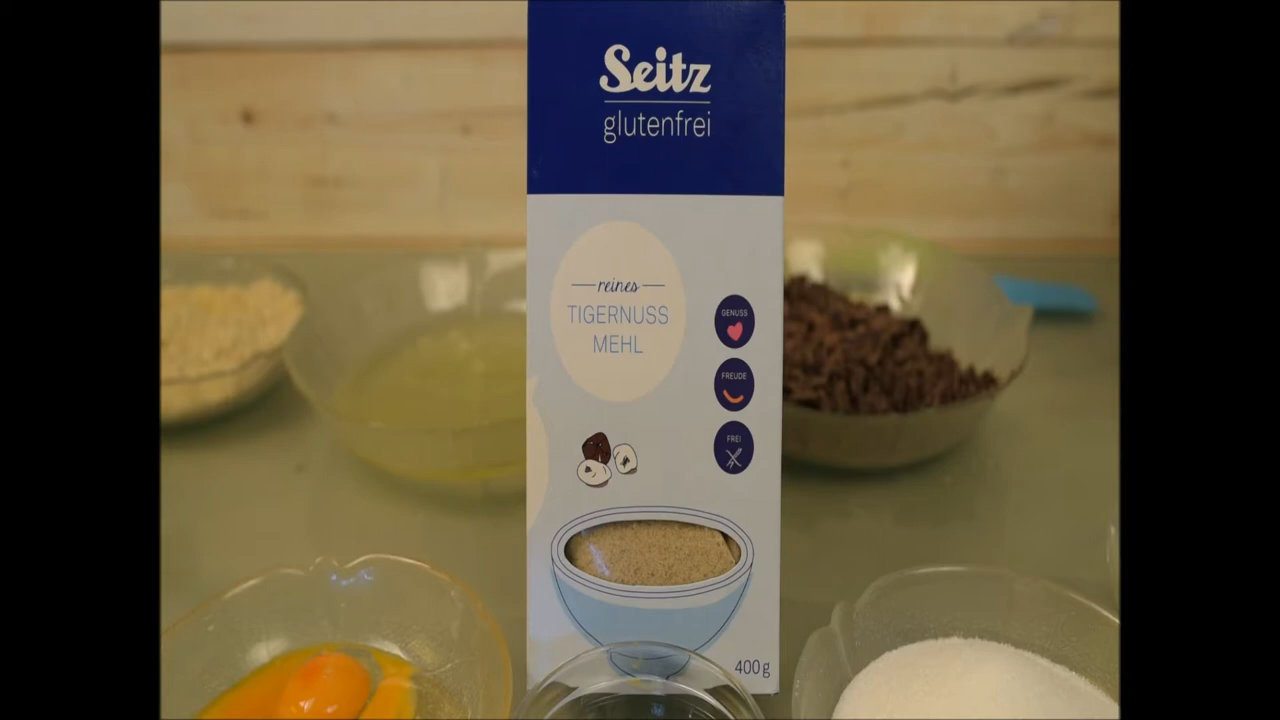 Seitz
glutenfrei
reines
TIGERNUSS
MEHL
GENUSS
FREUDE
FREI
400g